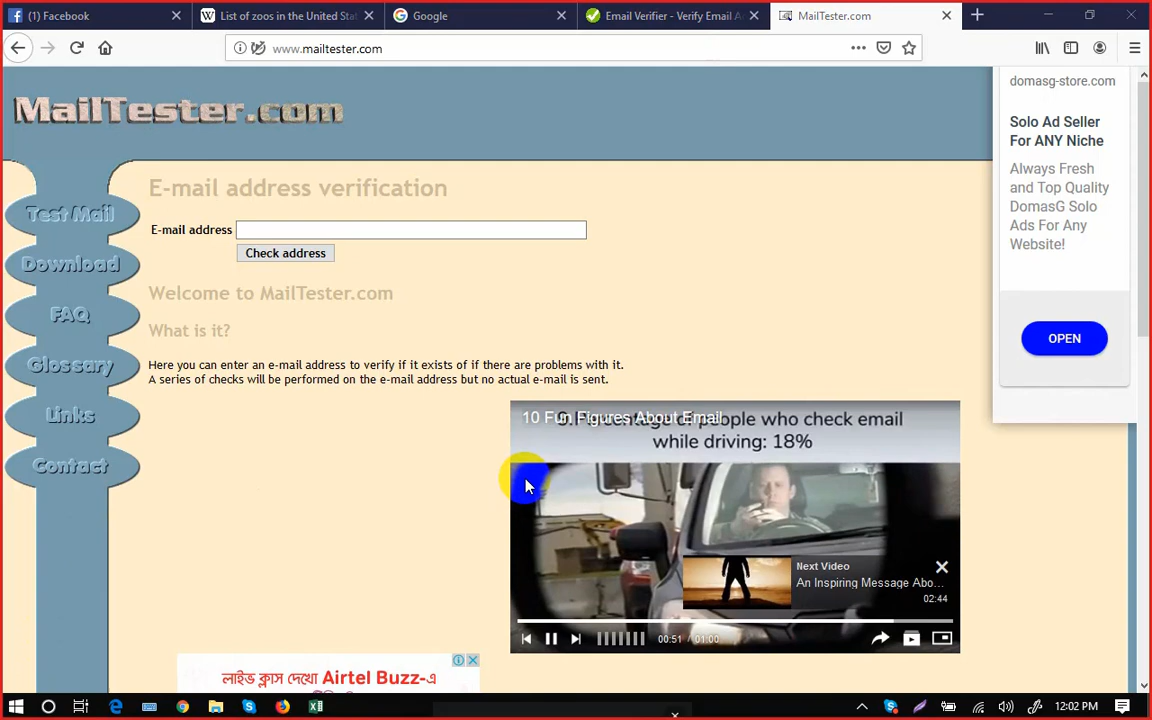 (1) Facebook
List of zoos in the United Stat
Google
Email Verifier - Verify Email A
MailTester.com
www.mailtester.com
MailTester.com
domasg-store.com
Solo Ad Seller
For ANY Niche
Always Fresh
and Top Quality
DomasG Solo
Ads For Any
Website!
OPEN
Test Mail
Download
FAQ
Glossary
Links
Contact
E-mail address verification
E-mail address
Check address
Welcome to MailTester.com
What is it?
Here you can enter an e-mail address to verify if it exists of if there are problems with it.
A series of checks will be performed on the e-mail address but no actual e-mail is sent.
10 Fun Figures About Email
people who check email
while driving: 18%
Next Video
An Inspiring Message Abo...
02:44
00:51 / 01:00
লাইভ ক্লাস দেখো Airtel Buzz-এ
12:02 PM